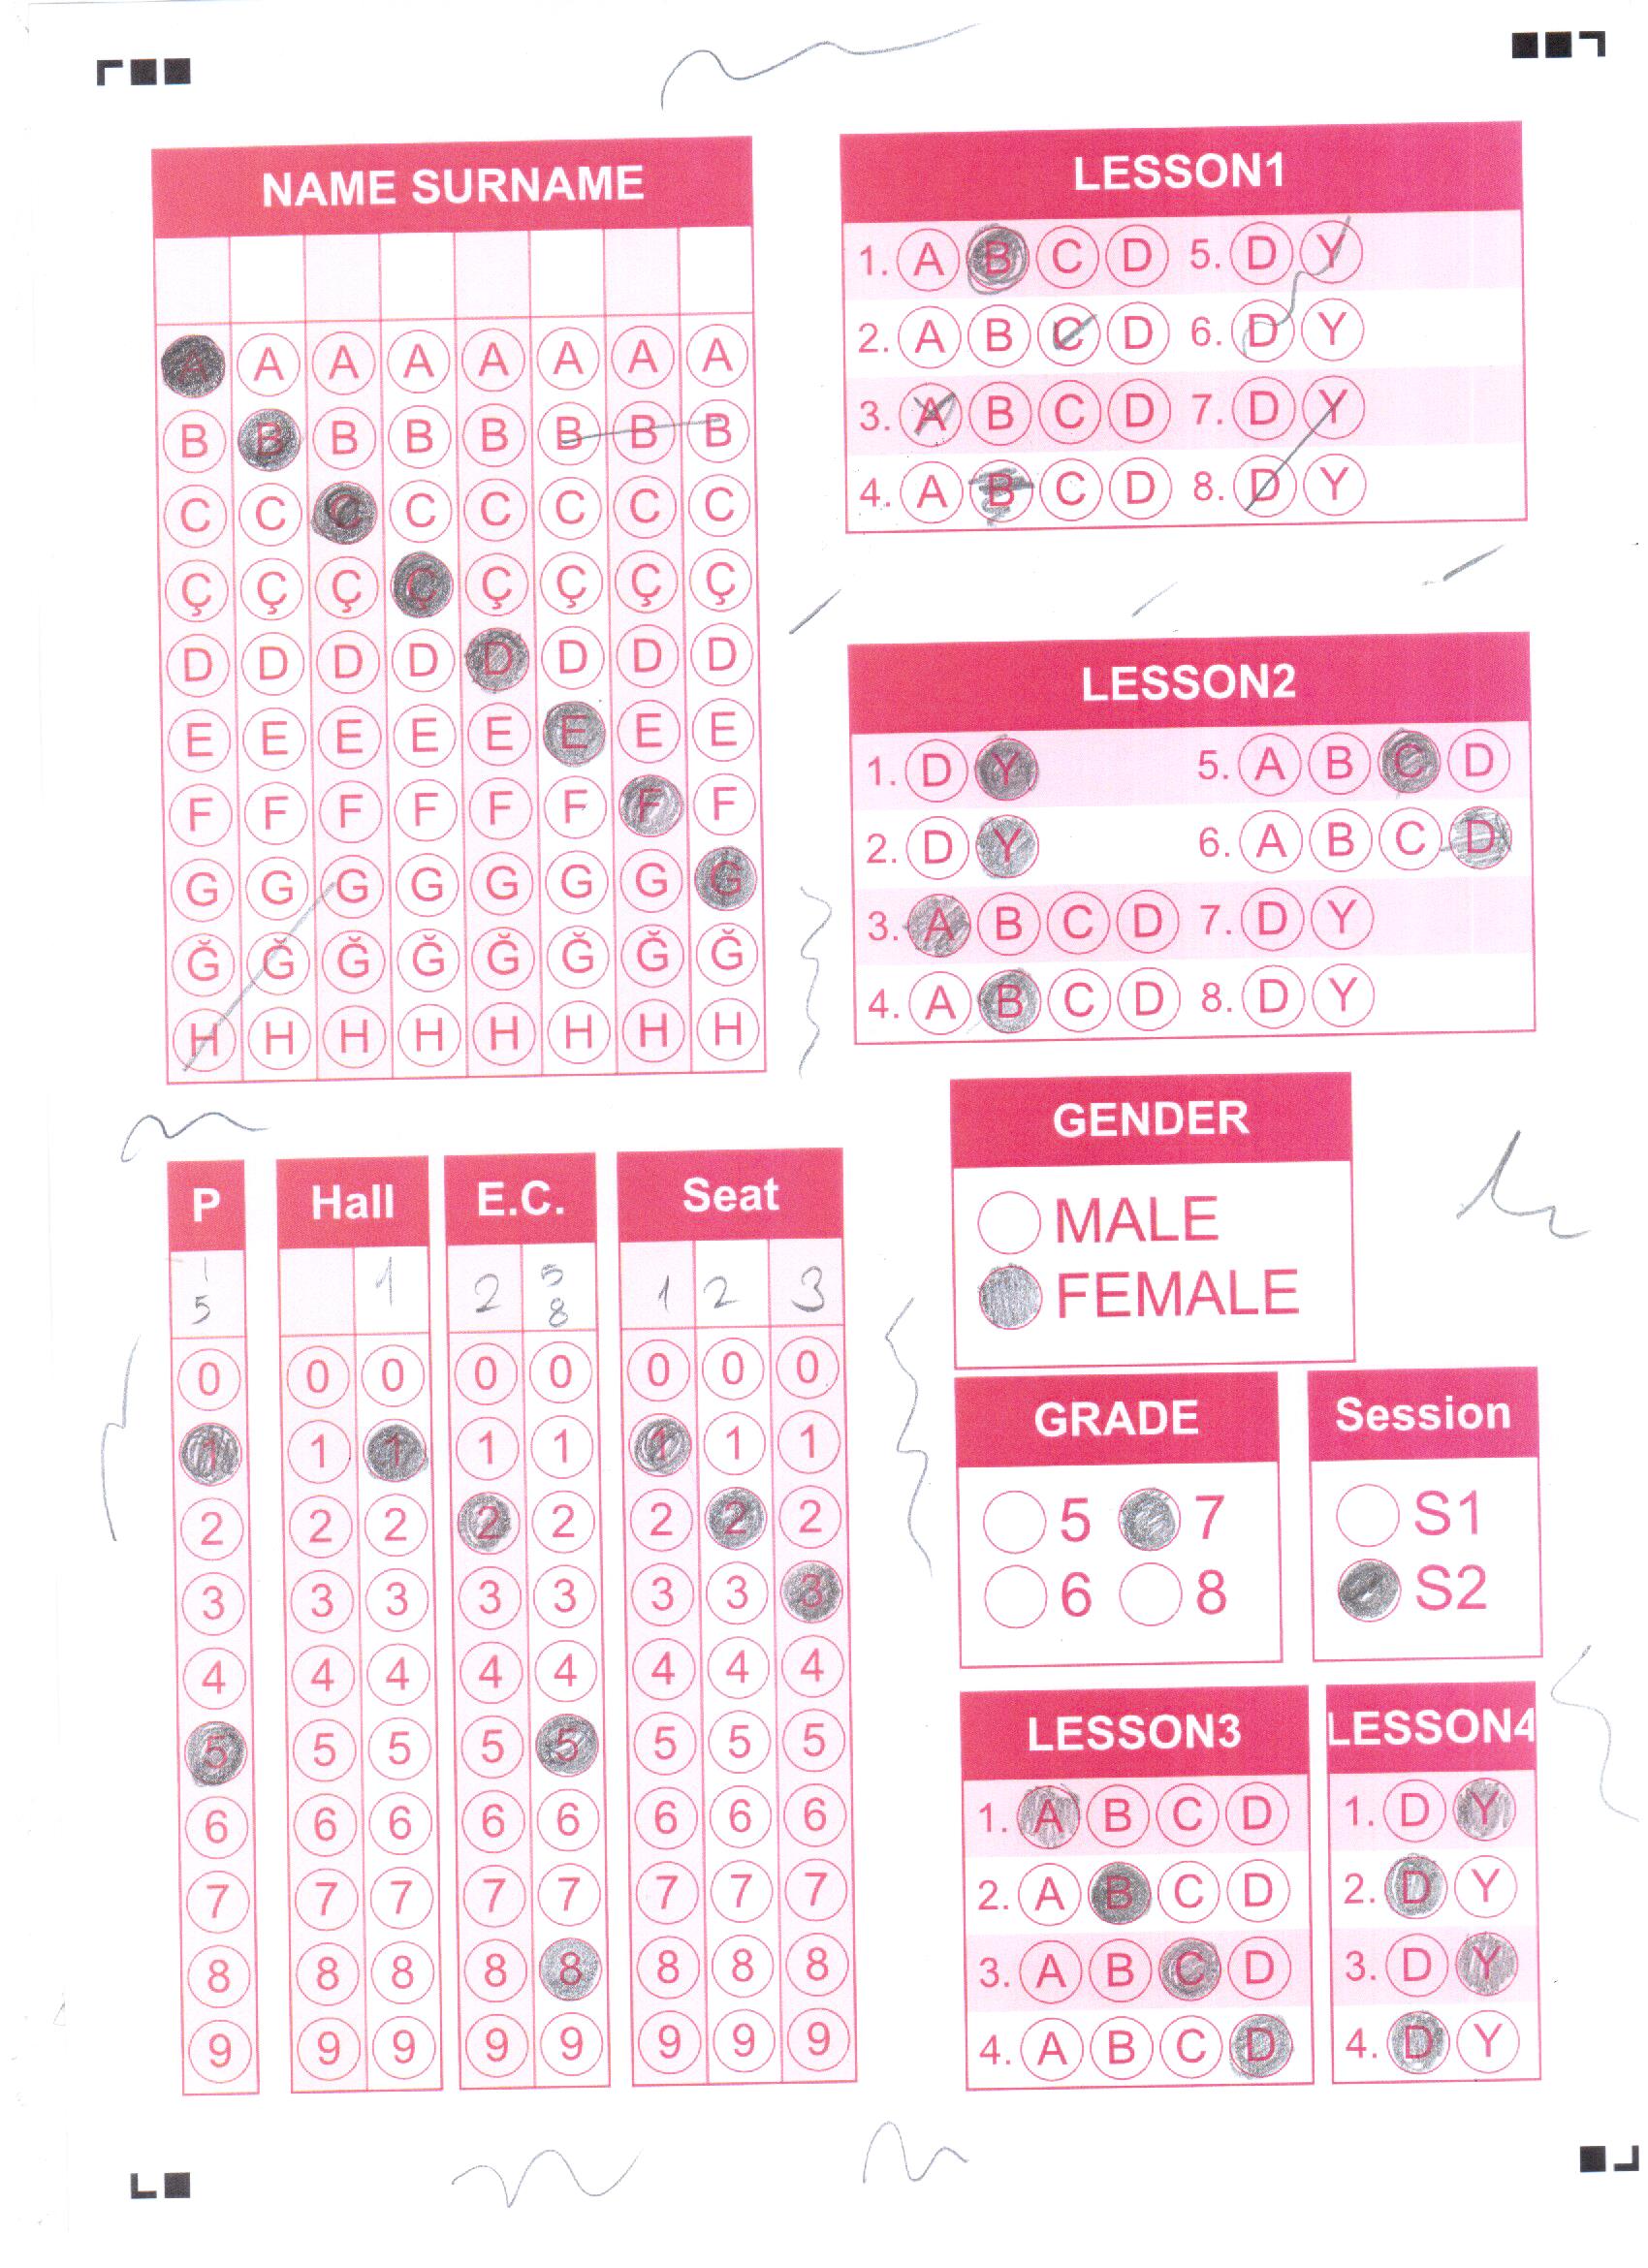 NAME SURNAME
A A A A A A A A
B B B B B B B B
C C C C C C C C
Ç Ç Ç Ç Ç Ç Ç Ç
D D D D D D D D
E E E E E E E E
F F F F F F F F
G G G G G G G G
Ğ Ğ Ğ Ğ Ğ Ğ Ğ Ğ
H H H H H H H H
LESSON1
1. A B C D 5. D Y
2. A B C D 6. D Y
3. A B C D 7. D Y
4. A B C D 8. D Y
LESSON2
1. D Y 5. A B C D
2. D Y 6. A B C D
3. A B C D 7. D Y
4. A B C D 8. D Y
P
1
5
0
1
2
3
4
5
6
7
8
9
Hall
1
0 0
1 1
2 2
3 3
4 4
5 5
6 6
7 7
8 8
9 9
E.C.
2 5
8
0 0
1 1
2 2
3 3
4 4
5 5
6 6
7 7
8 8
9 9
Seat
1 2 3
0 0 0
1 1 1
2 2 2
3 3 3
4 4 4
5 5 5
6 6 6
7 7 7
8 8 8
9 9 9
GENDER
MALE
FEMALE
GRADE
5 7
6 8
Session
S1
S2
LESSON3
1. A B C D
2. A B C D
3. A B C D
4. A B C D
LESSON4
1. D Y
2. D Y
3. D Y
4. D Y